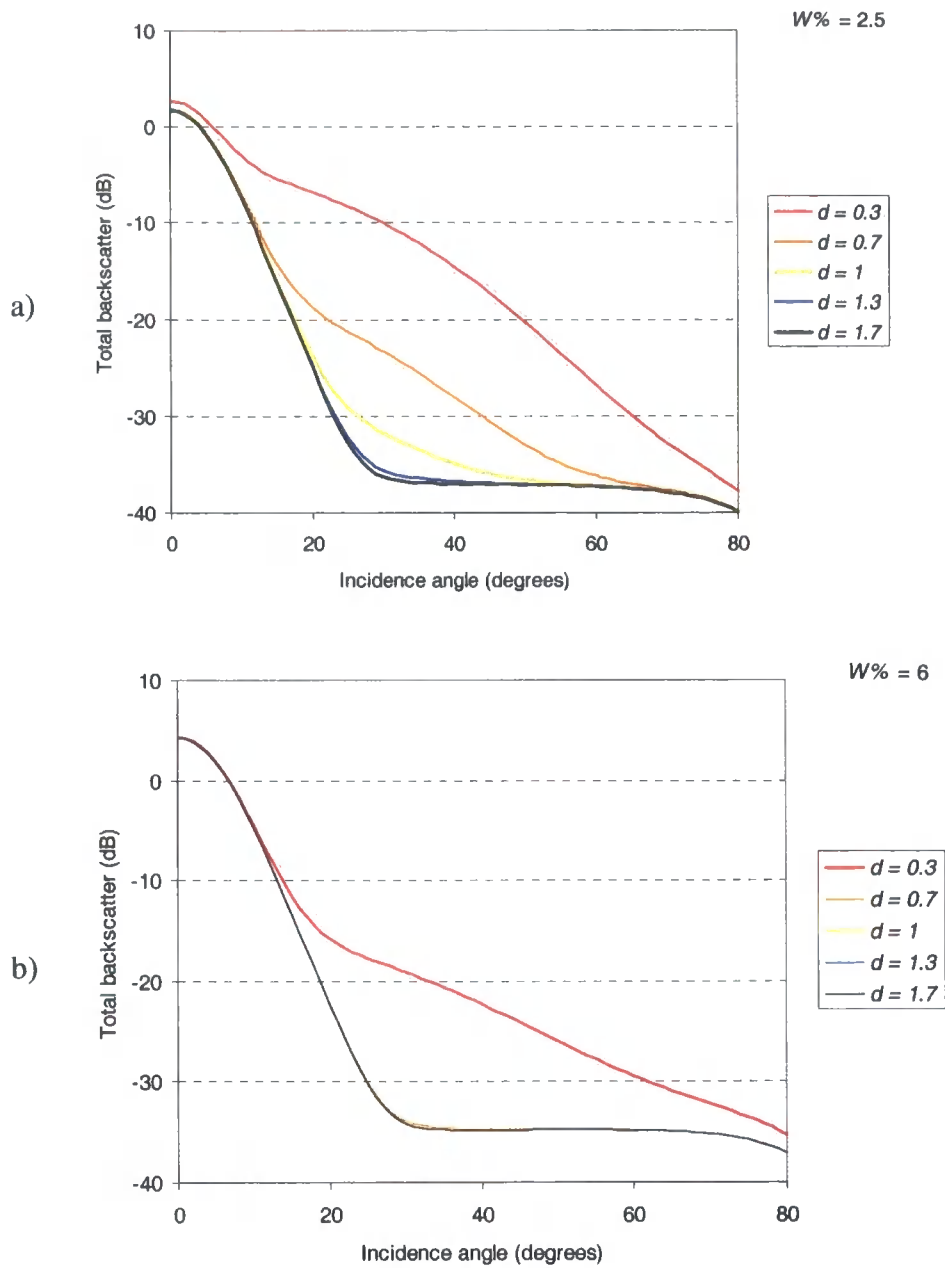 W% = 2.5
a)
Total backscatter (dB)
10
0
-10
-20
-30
-40
0 20 40 60 80
Incidence angle (degrees)
d = 0.3
d = 0.7
d = 1
d = 1.3
d = 1.7
W% = 6
b)
Total backscatter (dB)
10
0
-10
-20
-30
-40
0 20 40 60 80
Incidence angle (degrees)
d = 0.3
d = 0.7
d = 1
d = 1.3
d = 1.7